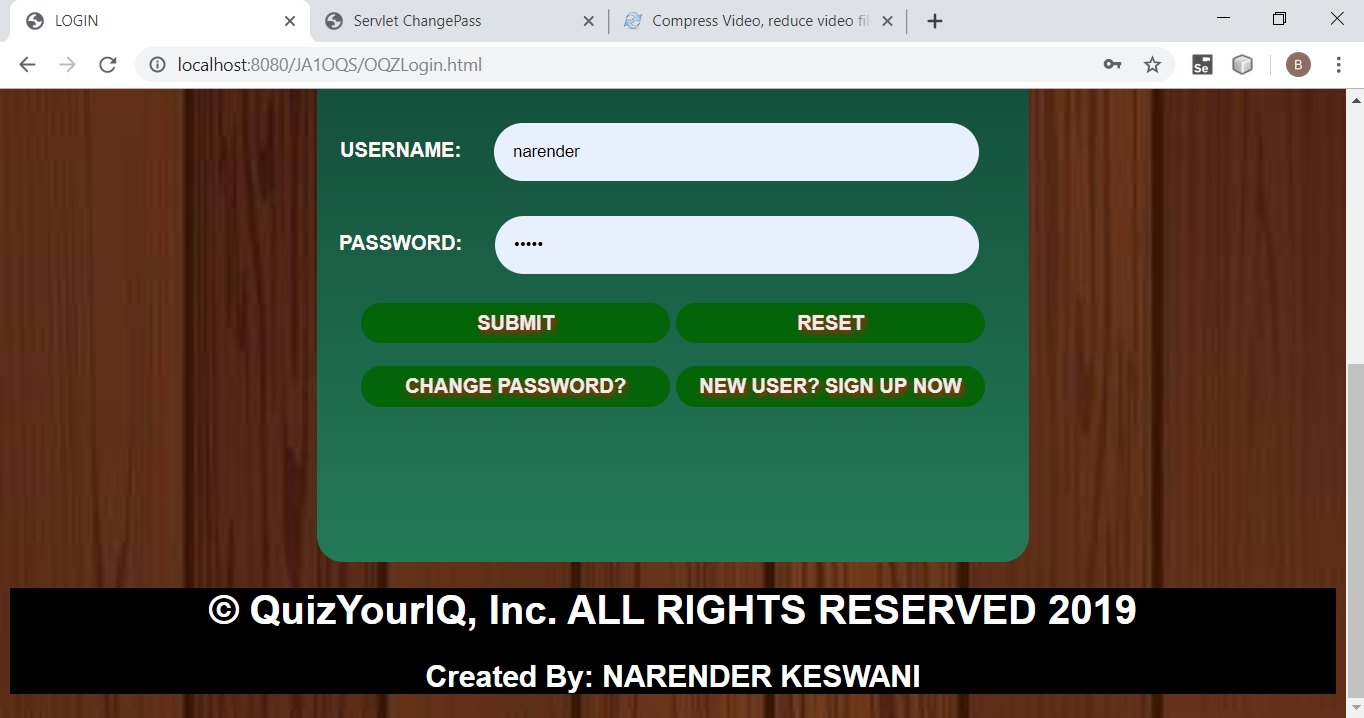 LOGIN
Servlet ChangePass
Compress Video, reduce video fil
localhost:8080/JA1OQS/OQZLogin.html
Se
B
USERNAME:
narender
PASSWORD:
•••••
SUBMIT
RESET
CHANGE PASSWORD?
NEW USER? SIGN UP NOW
© QuizYourIQ, Inc. ALL RIGHTS RESERVED 2019
Created By: NARENDER KESWANI